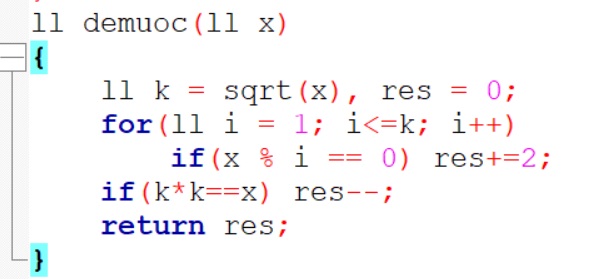 ll demuoc(ll x)
{
    ll k = sqrt(x), res = 0;
    for(ll i = 1; i<=k; i++)
        if(x % i == 0) res+=2;
    if(k*k==x) res--;
    return res;
}